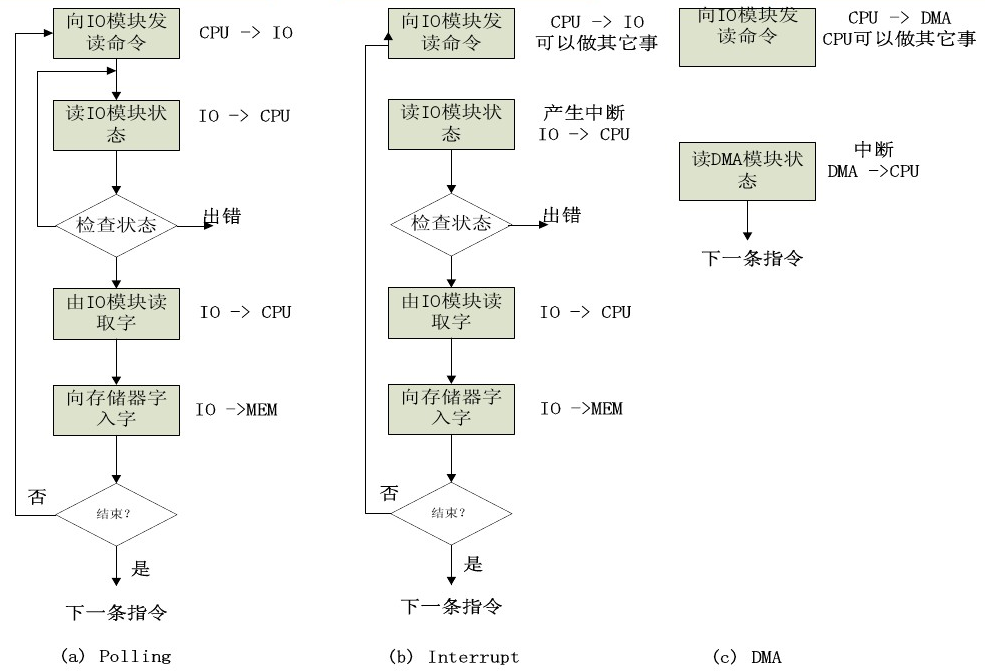 向IO模块发
读命令
CPU -> IO
读IO模块状
态
IO -> CPU
检查状态
出错
由IO模块读
取字
IO -> CPU
向存储器字
入字
IO ->MEM
否
结束?
是
下一条指令
(a) Polling
向IO模块发
读命令
CPU -> IO
可以做其它事
读IO模块状
态
产生中断
IO -> CPU
检查状态
出错
由IO模块读
取字
IO -> CPU
向存储器字
入字
IO ->MEM
否
结束?
是
下一条指令
(b) Interrupt
向IO模块发
读命令
CPU -> DMA
CPU可以做其它事
读DMA模块状
态
中断
DMA ->CPU
下一条指令
(c) DMA